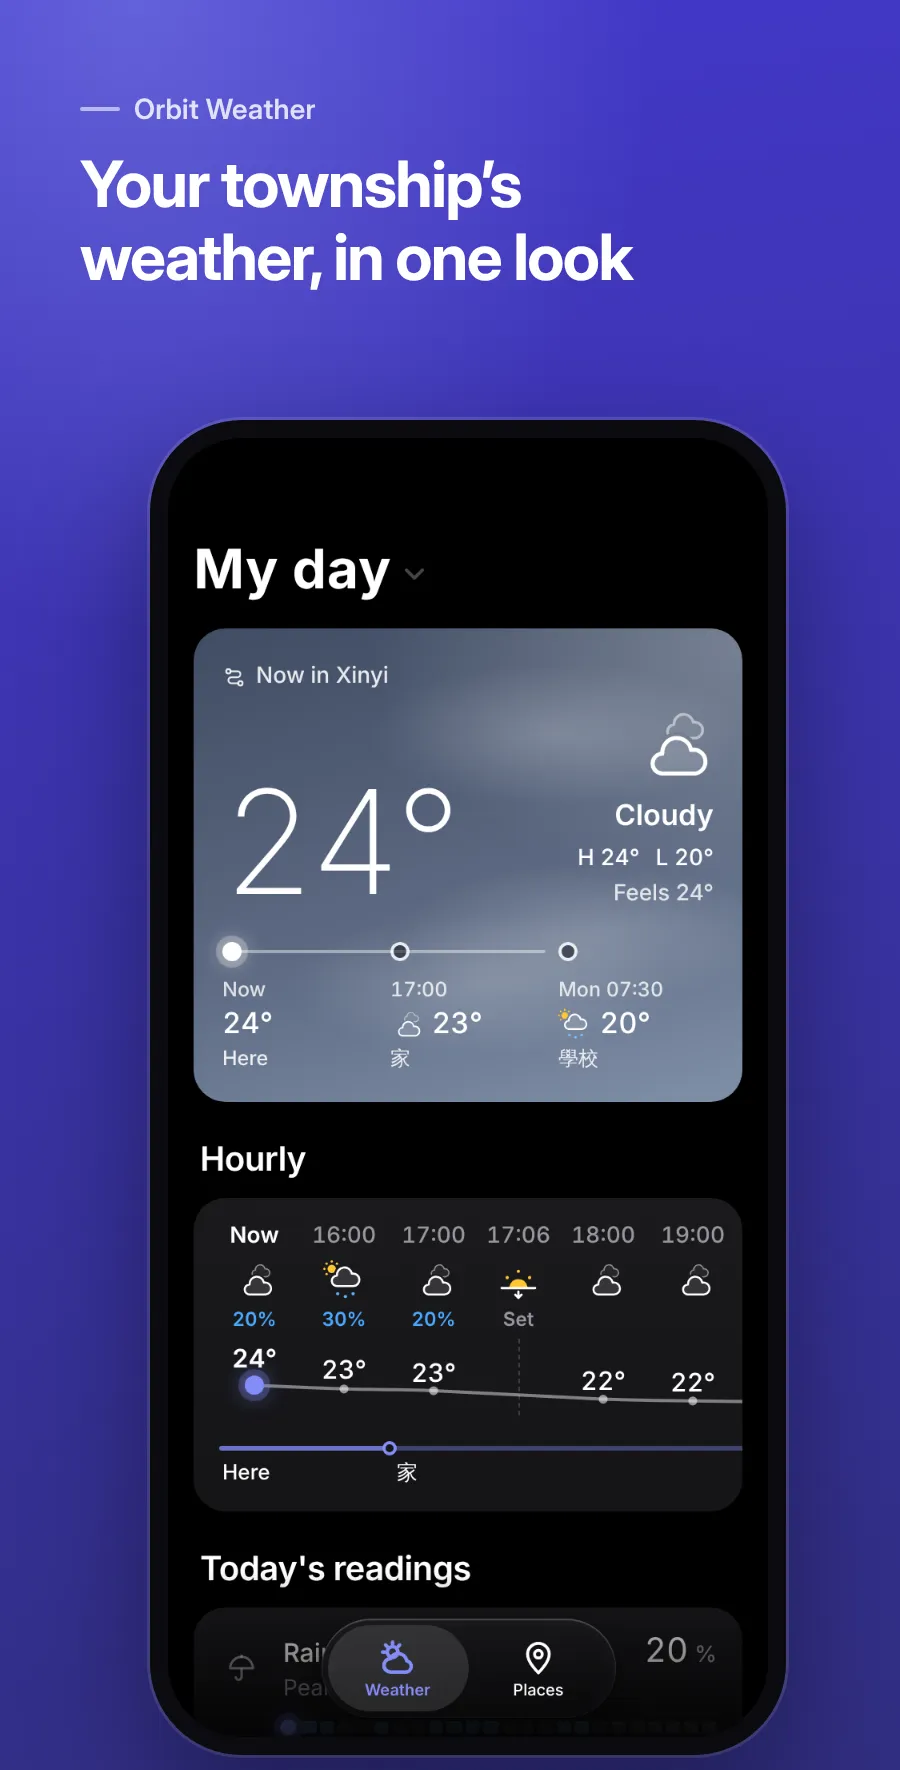 Orbit Weather
Your township’s
weather, in one look
My day
Now in Xinyi
24°
Cloudy
H 24° L 20°
Feels 24°
Now 17:00 Mon 07:30
24° 23° 20°
Here 家 學校
Hourly
Now 16:00 17:00 17:06 18:00 19:00
20% 30% 20% Set
24° 23° 23° 22° 22°
Here 家
Today's readings
20 %
Weather Places